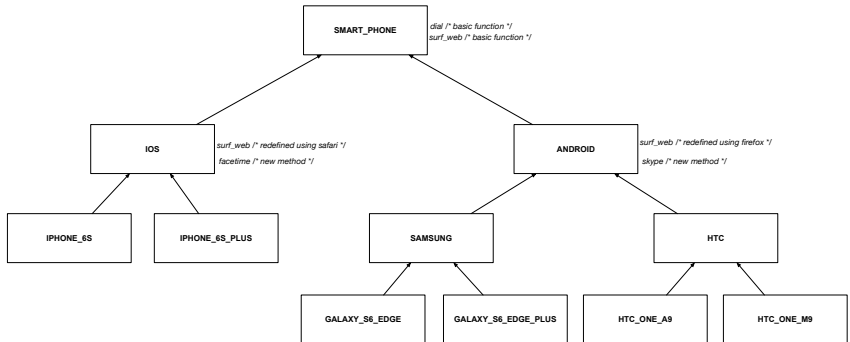 SMART_PHONE
dial /* basic function */
surf_web /* basic function */
IOS
surf_web /* redefined using safari */
facetime /* new method */
ANDROID
surf_web /* redefined using firefox */
skype /* new method */
IPHONE_6S
IPHONE_6S_PLUS
SAMSUNG
HTC
GALAXY_S6_EDGE
GALAXY_S6_EDGE_PLUS
HTC_ONE_A9
HTC_ONE_M9